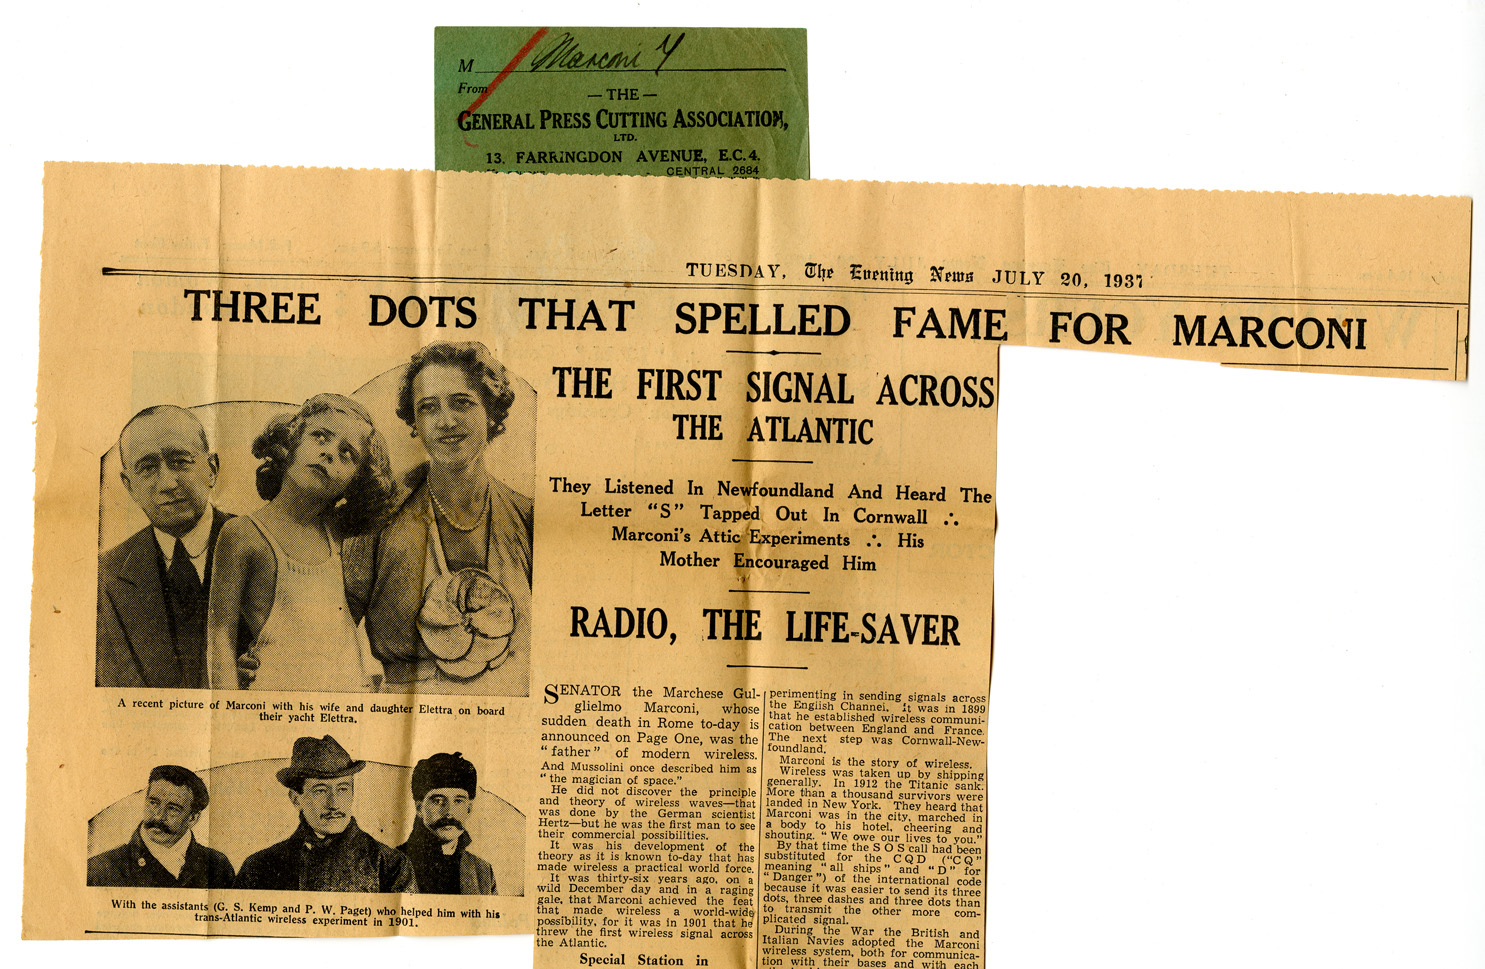 M Marconi
From
— THE —
GENERAL PRESS CUTTING ASSOCIATION,
LTD.
13, FARRINGDON AVENUE, E.C.4.
CENTRAL 2684
TUESDAY, The Evening News JULY 20, 1937
THREE DOTS THAT SPELLED FAME FOR MARCONI
THE FIRST SIGNAL ACROSS
THE ATLANTIC
They Listened In Newfoundland And Heard The
Letter "S" Tapped Out In Cornwall ∴
Marconi's Attic Experiments ∴ His
Mother Encouraged Him
RADIO, THE LIFE-SAVER
A recent picture of Marconi with his wife and daughter Elettra on board
their yacht Elettra.
With the assistants (G. S. Kemp and P. W. Paget) who helped him with his
trans-Atlantic wireless experiment in 1901.
SENATOR the Marchese Gul-
glielmo Marconi, whose
sudden death in Rome to-day is
announced on Page One, was the
"father" of modern wireless.
And Mussolini once described him as
"the magician of space."
He did not discover the principle
and theory of wireless waves—that
was done by the German scientist
Hertz—but he was the first man to see
their commercial possibilities.
It was his development of the
theory as it is known to-day that has
made wireless a practical world force.
It was thirty-six years ago, on a
wild December day and in a raging
gale, that Marconi achieved the feat
that made wireless a world-wide
possibility, for it was in 1901 that he
threw the first wireless signal across
the Atlantic.
Special Station in
perimenting in sending signals across
the English Channel. It was in 1899
that he established wireless communi-
cation between England and France.
The next step was Cornwall-New-
foundland.
Marconi is the story of wireless.
Wireless was taken up by shipping
generally. In 1912 the Titanic sank.
More than a thousand survivors were
landed in New York. They heard that
Marconi was in the city, marched in
a body to his hotel, cheering and
shouting, "We owe our lives to you."
By that time the S O S call had been
substituted for the C Q D ("C Q"
meaning "all ships" and "D" for
"Danger") of the international code
because it was easier to send its three
dots, three dashes and three dots than
to transmit the other more com-
plicated signal.
During the War the British and
Italian Navies adopted the Marconi
wireless system, both for communica-
tion with their bases and with each